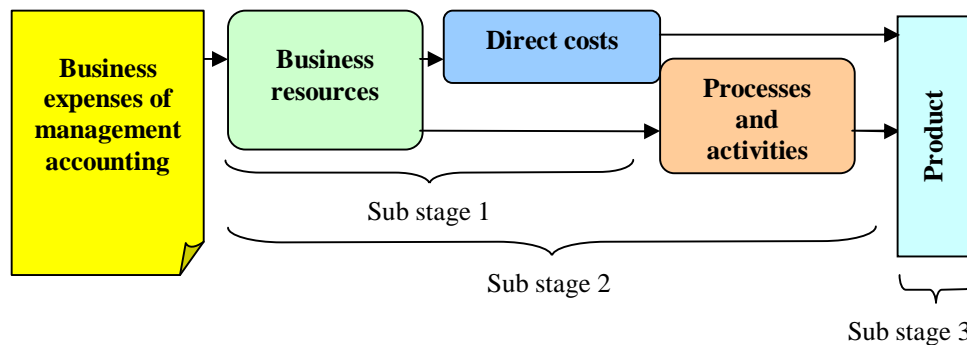 Business
expenses of
management
accounting
Business
resources
Direct costs
Processes
and
activities
Product
Sub stage 1
Sub stage 2
Sub stage 3